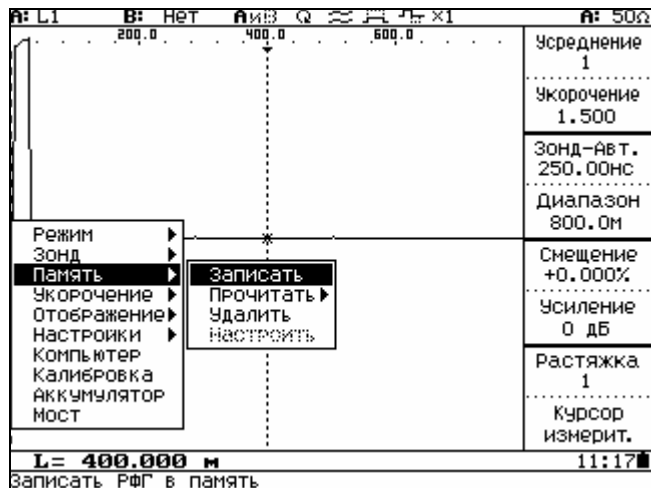 A: L1 B: Нет АиВ Q ×1 A: 50Ω
200.0 400.0 600.0
Усреднение
1
Укорочение
1.500
Зонд-Авт.
250.00нс
Диапазон
800.0м
Смещение
+0.000%
Усиление
0 дБ
Растяжка
1
Курсор
измерит.
Режим
Зонд
Память
Укорочение
Отображение
Настройки
Компьютер
Калибровка
Аккумулятор
Мост
Записать
Прочитать
Удалить
Настроить
L= 400.000 м 11:17
Записать РФГ в память